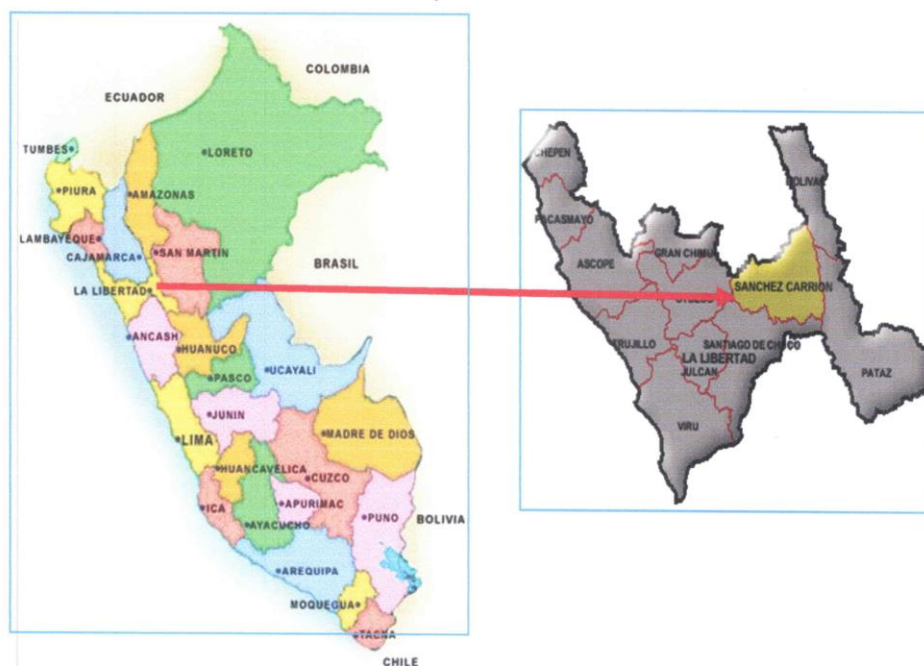 COLOMBIA
ECUADOR
TUMBES
LORETO
PIURA
AMAZONAS
LAMBAYEQUE
SAN MARTIN
CAJAMARCA
BRASIL
LA LIBERTAD
ANCASH
HUANUCO
UCAYALI
PASCO
JUNIN
LIMA
MADRE DE DIOS
HUANCAVELICA
CUZCO
ICA
APURIMAC
AYACUCHO
PUNO
BOLIVIA
AREQUIPA
MOQUEGUA
TACNA
CHILE
CHEPEN
BOLIVAR
PACASMAYO
ASCOPE
GRAN CHIMU
SANCHEZ CARRION
TRUJILLO
SANTIAGO DE CHUCO
LA LIBERTAD
JULCAN
PATAZ
VIRU